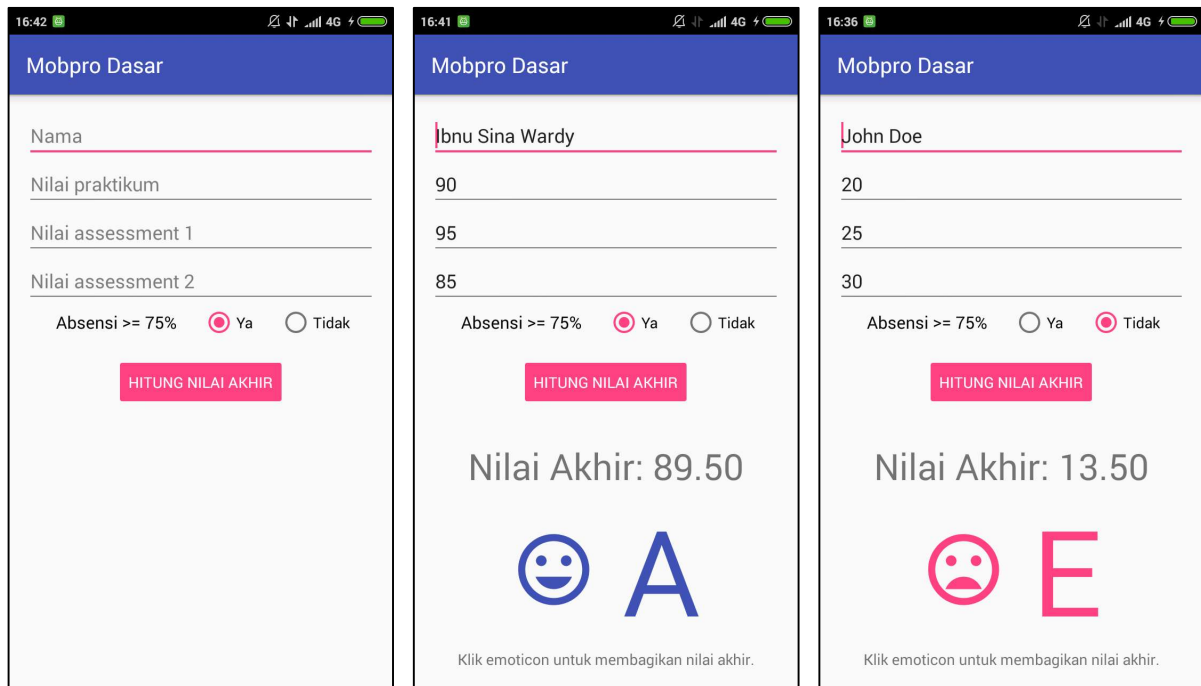 16:42 4G
Mobpro Dasar
Nama
Nilai praktikum
Nilai assessment 1
Nilai assessment 2
Absensi >= 75% Ya Tidak
HITUNG NILAI AKHIR
16:41 4G
Mobpro Dasar
Ibnu Sina Wardy
90
95
85
Absensi >= 75% Ya Tidak
HITUNG NILAI AKHIR
Nilai Akhir: 89.50
A
Klik emoticon untuk membagikan nilai akhir.
16:36 4G
Mobpro Dasar
John Doe
20
25
30
Absensi >= 75% Ya Tidak
HITUNG NILAI AKHIR
Nilai Akhir: 13.50
E
Klik emoticon untuk membagikan nilai akhir.